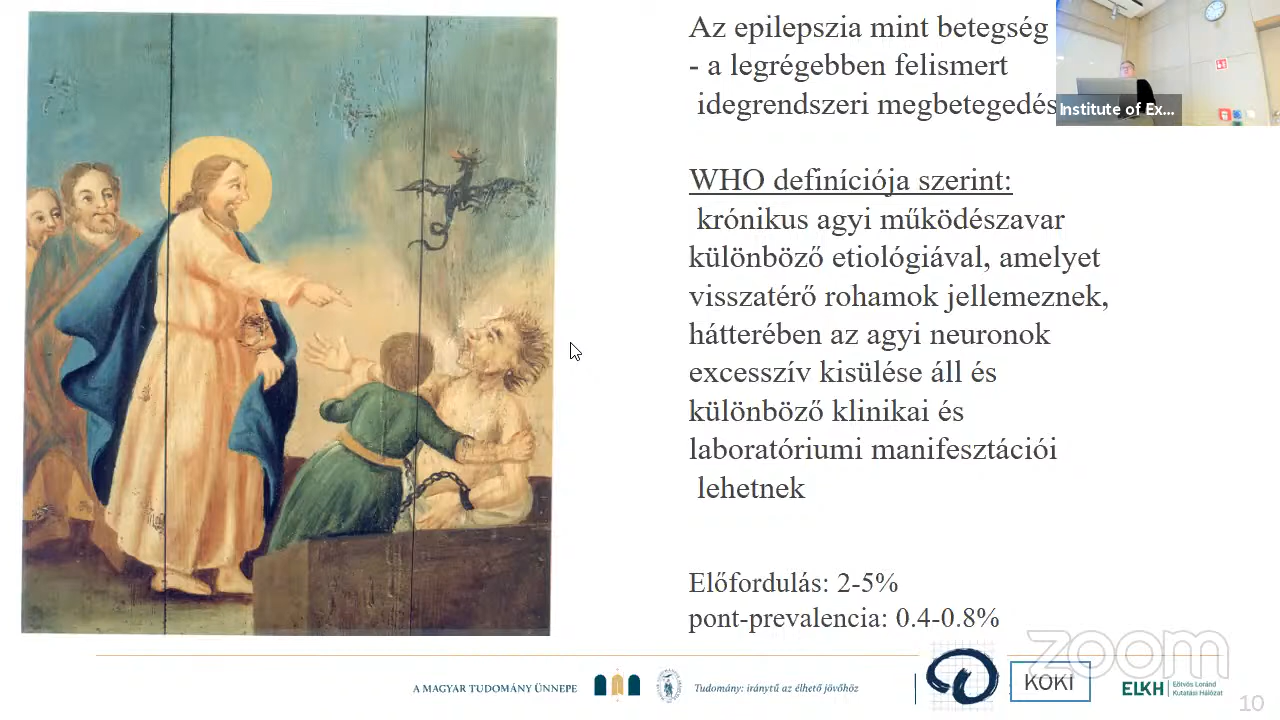 Az epilepszia mint betegség
- a legrégebben felismert
idegrendszeri megbetegedés
Institute of Ex...
WHO definíciója szerint:
krónikus agyi működészavar
különböző etiológiával, amelyet
visszatérő rohamok jellemeznek,
hátterében az agyi neuronok
excesszív kisülése áll és
különböző klinikai és
laboratóriumi manifesztációi
lehetnek
Előfordulás: 2-5%
pont-prevalencia: 0.4-0.8%
zoom
A MAGYAR TUDOMÁNY ÜNNEPE
Tudomány: iránytű az élhető jövőhöz
KOKI
ELKH
Eötvös Loránd
Kutatási Hálózat
10